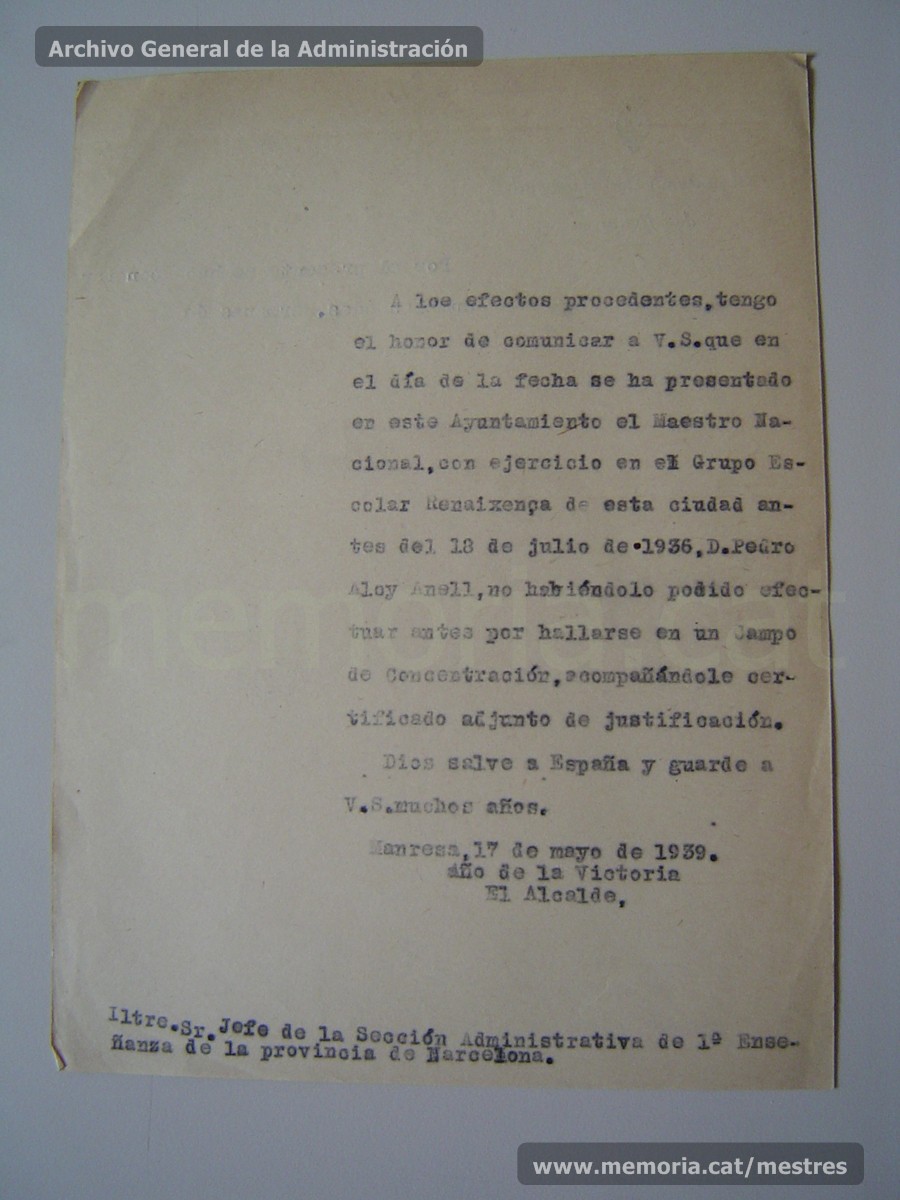 Archivo General de la Administración
A los efectos procedentes,tengo
el honor de comunicar a V.S.que en
el día de la fecha se ha presentado
en este Ayuntamiento el Maestro Na-
cional,con ejercicio en el Grupo Es-
colar Renaixença de esta ciudad an-
tes del 18 de julio de 1936,D.Pedro
Aloy Anell,no habiéndolo podido efec-
tuar antes por hallarse en un Campo
de Concentración,acompañándole cer-
tificado adjunto de justificación.
Dios salve a España y guarde a
V.S.muchos años.
Manresa,17 de mayo de 1939.
Año de la Victoria
El Alcalde,
Iltre.Sr.Jefe de la Sección Administrativa de 1ª Ense-
ñanza de la provincia de Barcelona.
memoria.cat
www.memoria.cat/mestres